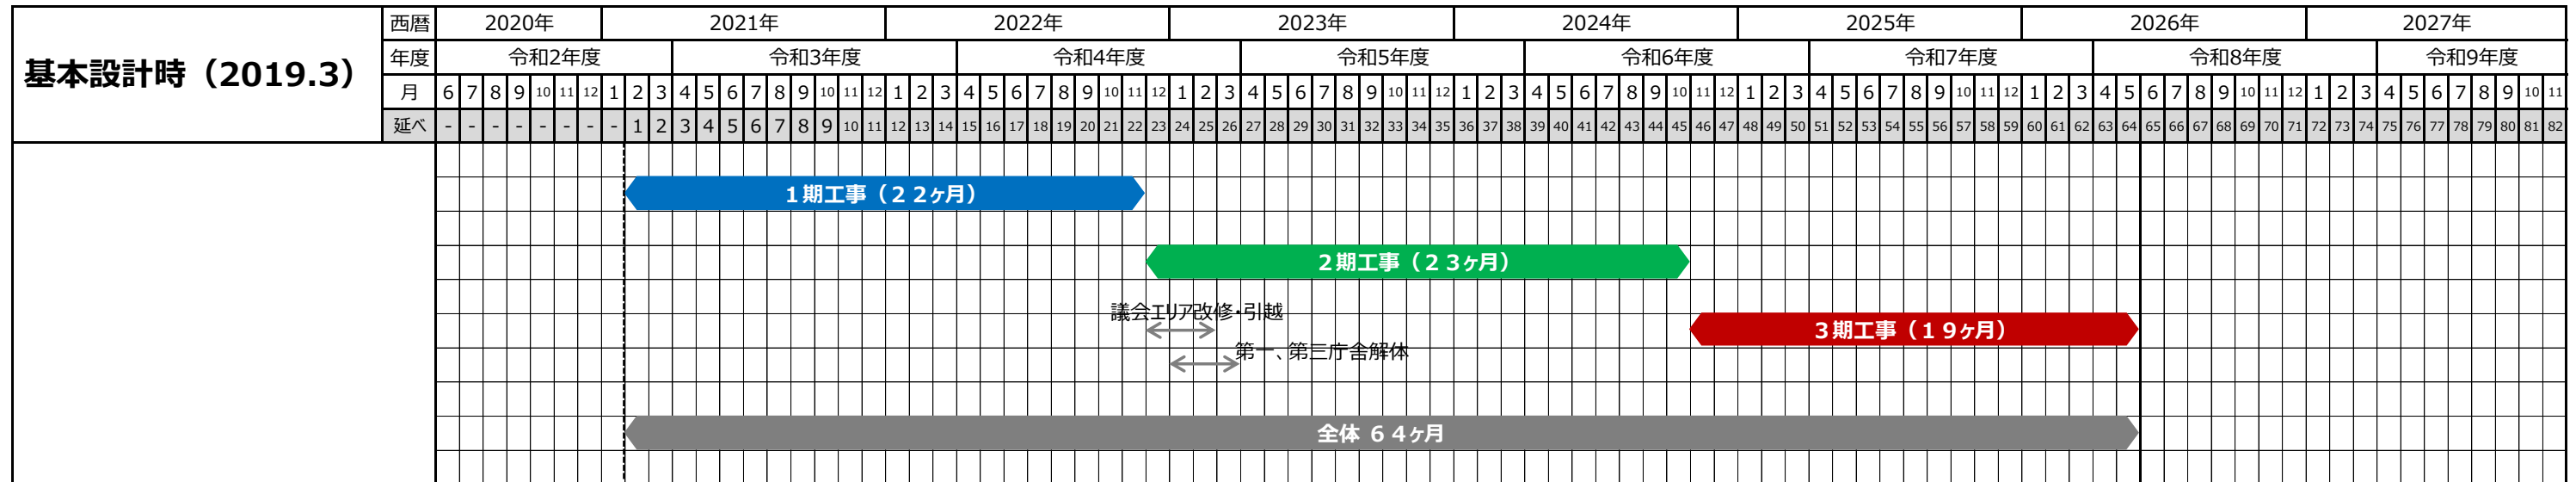 基本設計時（2019.3）
西暦 2020年 2021年 2022年 2023年 2024年 2025年 2026年 2027年
年度 令和2年度 令和3年度 令和4年度 令和5年度 令和6年度 令和7年度 令和8年度 令和9年度
月 6 7 8 9 10 11 12 1 2 3 4 5 6 7 8 9 10 11 12 1 2 3 4 5 6 7 8 9 10 11 12 1 2 3 4 5 6 7 8 9 10 11 12 1 2 3 4 5 6 7 8 9 10 11 12 1 2 3 4 5 6 7 8 9 10 11 12 1 2 3 4 5 6 7 8 9 10 11 12 1 2 3 4 5 6 7 8 9 10 11
延べ - - - - - - - - 1 2 3 4 5 6 7 8 9 10 11 12 13 14 15 16 17 18 19 20 21 22 23 24 25 26 27 28 29 30 31 32 33 34 35 36 37 38 39 40 41 42 43 44 45 46 47 48 49 50 51 52 53 54 55 56 57 58 59 60 61 62 63 64 65 66 67 68 69 70 71 72 73 74 75 76 77 78 79 80 81 82
１期工事（２２ヶ月）
２期工事（２３ヶ月）
議会エリア改修・引越
３期工事（１９ヶ月）
第一、第三庁舎解体
全体 ６４ヶ月